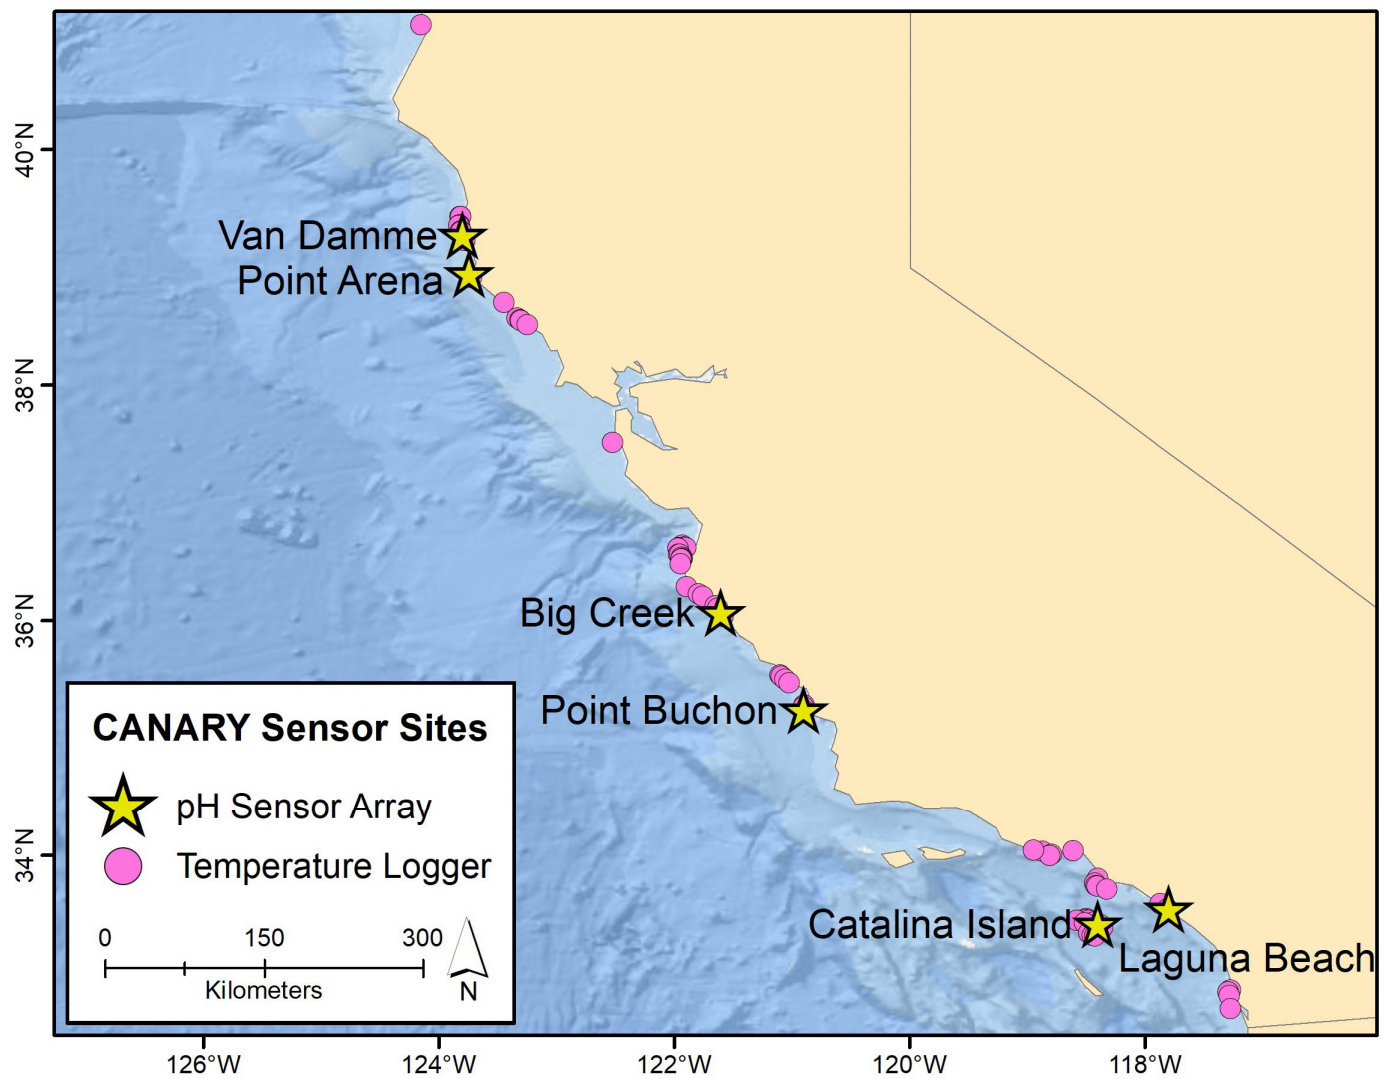 40°N
38°N
36°N
34°N
Van Damme
Point Arena
Big Creek
Point Buchon
Catalina Island
Laguna Beach
CANARY Sensor Sites
pH Sensor Array
Temperature Logger
0 150 300
Kilometers
N
126°W 124°W 122°W 120°W 118°W